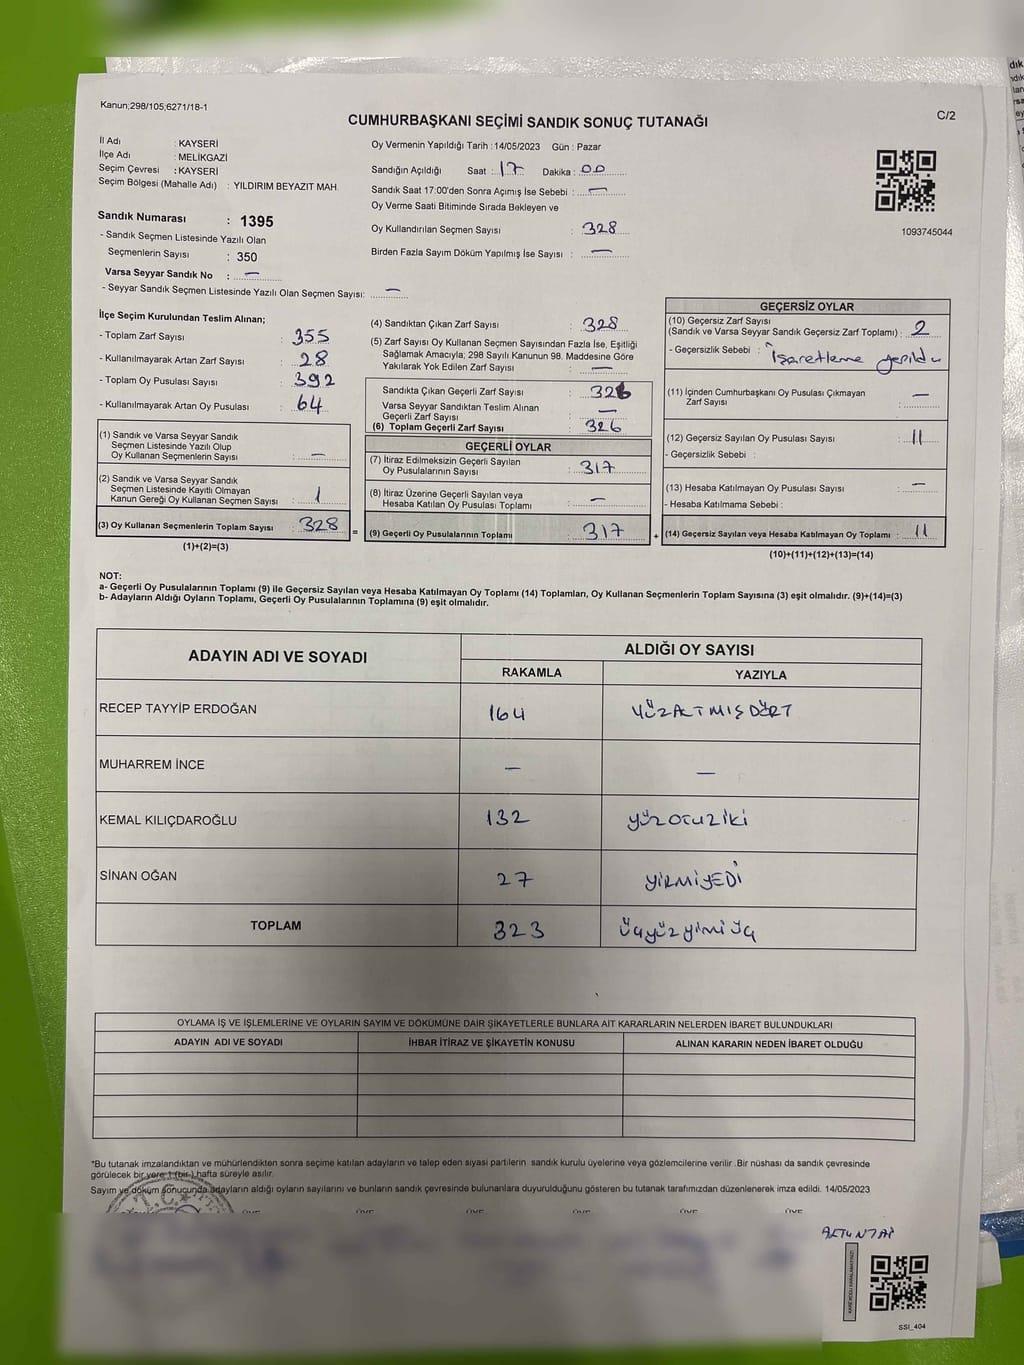 Kanun;298/105,6271/18-1
CUMHURBAŞKANI SEÇİMİ SANDIK SONUÇ TUTANAĞI
C/2
İl Adı : KAYSERİ
İlçe Adı : MELİKGAZİ
Seçim Çevresi : KAYSERİ
Seçim Bölgesi (Mahalle Adı) : YILDIRIM BEYAZIT MAH.
Sandık Numarası : 1395
- Sandık Seçmen Listesinde Yazılı Olan
Seçmenlerin Sayısı : 350
Varsa Seyyar Sandık No : —
- Seyyar Sandık Seçmen Listesinde Yazılı Olan Seçmen Sayısı: —
Oy Vermenin Yapıldığı Tarih : 14/05/2023 Gün : Pazar
Sandığın Açıldığı Saat : 17 Dakika : 00
Sandık Saat 17:00'den Sonra Açımış İse Sebebi : —
Oy Verme Saati Bitiminde Sırada Bekleyen ve
Oy Kullandırılan Seçmen Sayısı : 328
Birden Fazla Sayım Döküm Yapılmış İse Sayısı : —
1093745044
İlçe Seçim Kurulundan Teslim Alınan;
- Toplam Zarf Sayısı : 355
- Kullanılmayarak Artan Zarf Sayısı : 28
- Toplam Oy Pusulası Sayısı : 392
- Kullanılmayarak Artan Oy Pusulası : 64
(1) Sandık ve Varsa Seyyar Sandık
Seçmen Listesinde Yazılı Olup
Oy Kullanan Seçmenlerin Sayısı : —
(2) Sandık ve Varsa Seyyar Sandık
Seçmen Listesinde Kayıtlı Olmayan
Kanun Gereği Oy Kullanan Seçmen Sayısı : 1
(3) Oy Kullanan Seçmenlerin Toplam Sayısı : 328
(1)+(2)=(3)
(4) Sandıktan Çıkan Zarf Sayısı : 328
(5) Zarf Sayısı Oy Kullanan Seçmen Sayısından Fazla İse, Eşitliği
Sağlamak Amacıyla; 298 Sayılı Kanunun 98. Maddesine Göre
Yakılarak Yok Edilen Zarf Sayısı : —
Sandıkta Çıkan Geçerli Zarf Sayısı : 326
Varsa Seyyar Sandıktan Teslim Alınan
Geçerli Zarf Sayısı : —
(6) Toplam Geçerli Zarf Sayısı : 326
GEÇERLİ OYLAR
(7) İtiraz Edilmeksizin Geçerli Sayılan
Oy Pusulalarının Sayısı : 317
(8) İtiraz Üzerine Geçerli Sayılan veya
Hesaba Katılan Oy Pusulası Toplamı : —
= (9) Geçerli Oy Pusulalarının Toplamı : 317
GEÇERSİZ OYLAR
(10) Geçersiz Zarf Sayısı
(Sandık ve Varsa Seyyar Sandık Geçersiz Zarf Toplamı) : 2
- Geçersizlik Sebebi : İşaretleme yapıldı
(11) İçinden Cumhurbaşkanı Oy Pusulası Çıkmayan
Zarf Sayısı : —
(12) Geçersiz Sayılan Oy Pusulası Sayısı : 11
- Geçersizlik Sebebi :
(13) Hesaba Katılmayan Oy Pusulası Sayısı : —
- Hesaba Katılmama Sebebi :
+ (14) Geçersiz Sayılan veya Hesaba Katılmayan Oy Toplamı : 11
(10)+(11)+(12)+(13)=(14)
NOT:
a- Geçerli Oy Pusulalarının Toplamı (9) ile Geçersiz Sayılan veya Hesaba Katılmayan Oy Toplamı (14) Toplamları, Oy Kullanan Seçmenlerin Toplam Sayısına (3) eşit olmalıdır. (9)+(14)=(3)
b- Adayların Aldığı Oyların Toplamı, Geçerli Oy Pusulalarının Toplamına (9) eşit olmalıdır.
ADAYIN ADI VE SOYADI
ALDIĞI OY SAYISI
RAKAMLA YAZIYLA
RECEP TAYYİP ERDOĞAN 164 YÜZALTMIŞDÖRT
MUHARREM İNCE — —
KEMAL KILIÇDAROĞLU 132 yüzotuziki
SİNAN OĞAN 27 YİRMİYEDİ
TOPLAM 323 üçyüzyimiüç
OYLAMA İŞ VE İŞLEMLERİNE VE OYLARIN SAYIM VE DÖKÜMÜNE DAİR ŞİKAYETLERLE BUNLARA AİT KARARLARIN NELERDEN İBARET BULUNDUKLARI
ADAYIN ADI VE SOYADI İHBAR İTİRAZ VE ŞİKAYETİN KONUSU ALINAN KARARIN NEDEN İBARET OLDUĞU
*Bu tutanak imzalandıktan ve mühürlendikten sonra seçime katılan adayların ve talep eden siyasi partilerin sandık kurulu üyelerine veya gözlemcilerine verilir .Bir nüshası da sandık çevresinde
görülecek bir yere 1 (bir ) hafta süreyle asılır.
Sayım ve döküm sonucunda adayların aldığı oyların sayılarını ve bunların sandık çevresinde bulunanlara duyurulduğunu gösteren bu tutanak tarafımızdan düzenlenerek imza edildi. 14/05/2023
ÜYE ÜYE ÜYE ÜYE ÜYE ÜYE
SSI_404